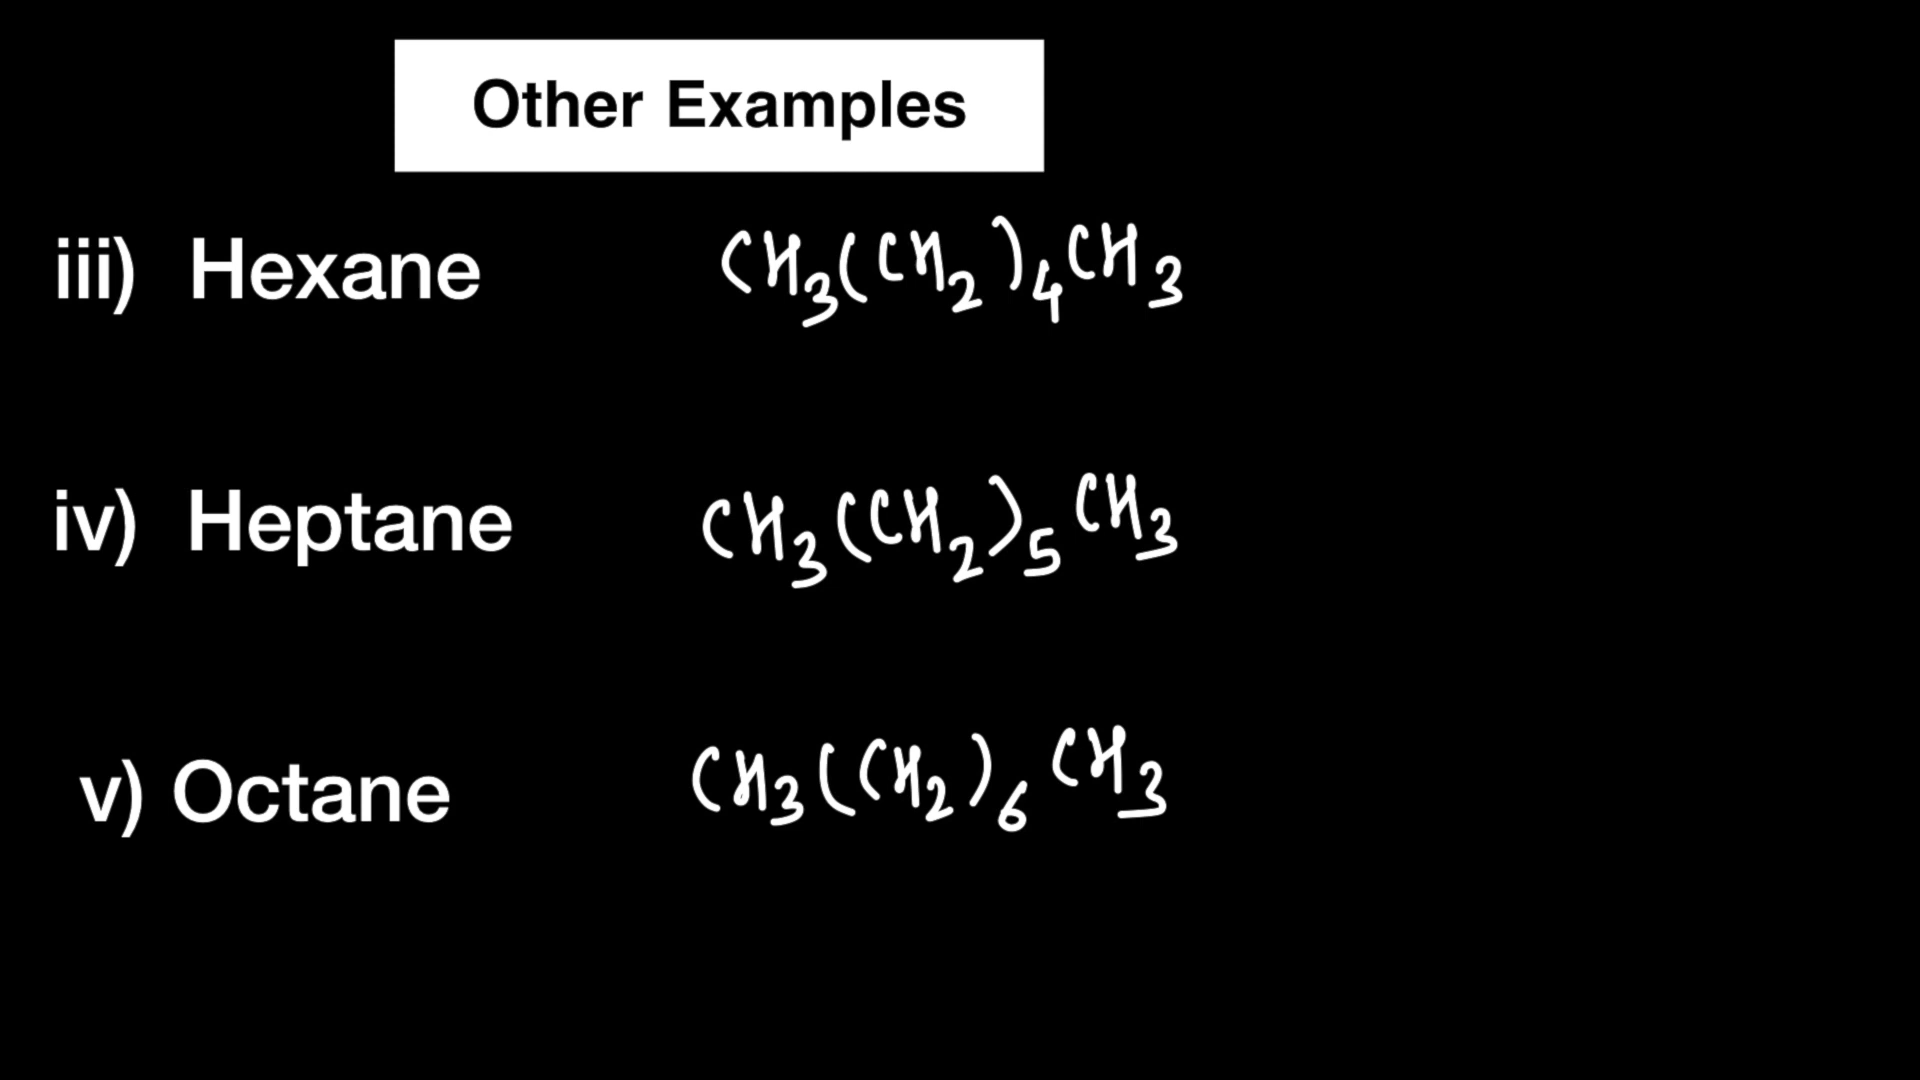 Other Examples
iii) Hexane CH₃(CH₂)₄CH₃
iv) Heptane CH₃(CH₂)₅CH₃
v) Octane CH₃(CH₂)₆CH₃